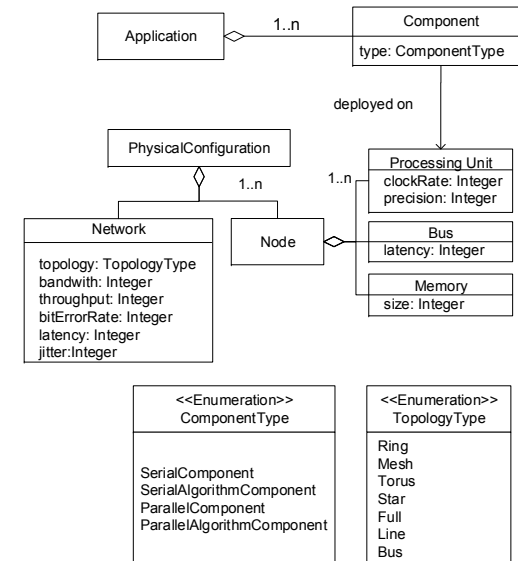 Application
1..n
Component
type: ComponentType
deployed on
PhysicalConfiguration
1..n
Network
topology: TopologyType
bandwith: Integer
throughput: Integer
bitErrorRate: Integer
latency: Integer
jitter:Integer
Node
1..n
Processing Unit
clockRate: Integer
precision: Integer
Bus
latency: Integer
Memory
size: Integer
<<Enumeration>>
ComponentType
SerialComponent
SerialAlgorithmComponent
ParallelComponent
ParallelAlgorithmComponent
<<Enumeration>>
TopologyType
Ring
Mesh
Torus
Star
Full
Line
Bus